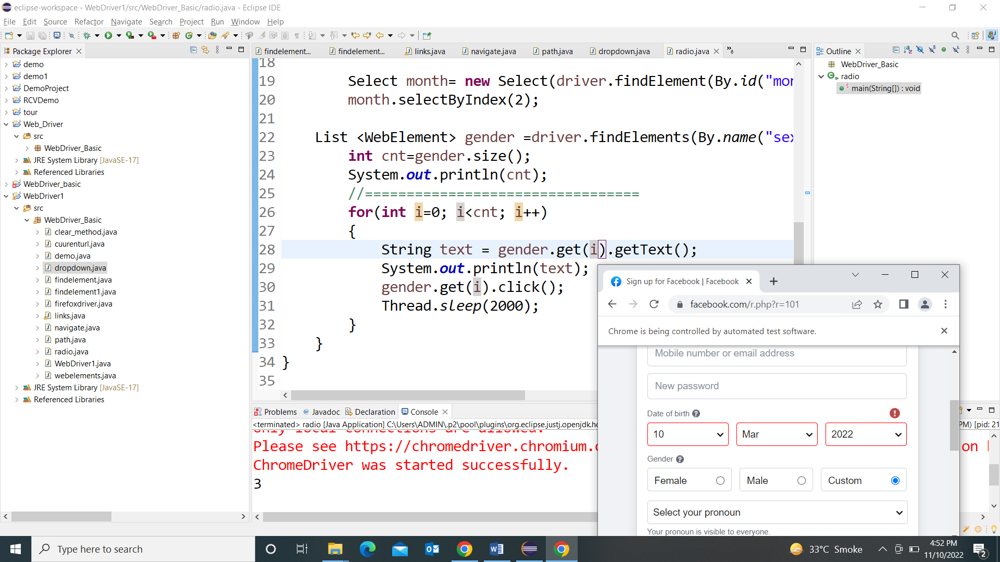 eclipse-workspace - WebDriver1/src/WebDriver_Basic/radio.java - Eclipse IDE
File Edit Source Refactor Navigate Search Project Run Window Help
Package Explorer
demo
demo1
DemoProject
RCVDemo
tour
Web_Driver
src
WebDriver_Basic
JRE System Library [JavaSE-17]
Referenced Libraries
WebDriver_basic
WebDriver1
src
WebDriver_Basic
clear_method.java
cuurenturl.java
demo.java
dropdown.java
findelement.java
findelement1.java
firefoxdriver.java
links.java
navigate.java
path.java
radio.java
WebDriver1.java
webelements.java
JRE System Library [JavaSE-17]
Referenced Libraries
findelement... findelement... links.java navigate.java path.java dropdown.java radio.java »6
18
19 Select month= new Select(driver.findElement(By.id("mon
20 month.selectByIndex(2);
21
22 List <WebElement> gender =driver.findElements(By.name("sex
23 int cnt=gender.size();
24 System.out.println(cnt);
25 //=================================
26 for(int i=0; i<cnt; i++)
27 {
28 String text = gender.get(i).getText();
29 System.out.println(text);
30 gender.get(i).click();
31 Thread.sleep(2000);
32 }
33 }
34 }
35
Outline
WebDriver_Basic
radio
main(String[]) : void
Problems @ Javadoc Declaration Console
<terminated> radio [Java Application] C:\Users\ADMIN\.p2\pool\plugins\org.eclipse.justj.openjdk.ho
PM) [pid: 21
only local connections are allowed.
Please see https://chromedriver.chromium.
on
ChromeDriver was started successfully.
3
Sign up for Facebook | Facebook
facebook.com/r.php?r=101
Chrome is being controlled by automated test software.
Mobile number or email address
New password
Date of birth ?
10 Mar 2022
Gender ?
Female Male Custom
Select your pronoun
Your pronoun is visible to everyone.
Type here to search
33°C Smoke
4:52 PM
11/10/2022
2